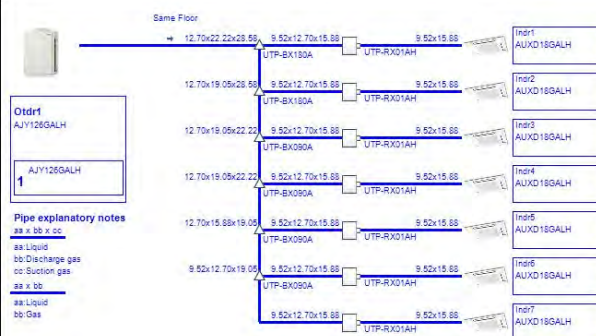 Same Floor
12.70x22.22x28.58 9.52x12.70x15.88 9.52x15.88 Indr1
UTP-BX180A UTP-RX01AH AUXD18GALH
12.70x19.05x28.58 9.52x12.70x15.88 9.52x15.88 Indr2
UTP-BX180A UTP-RX01AH AUXD18GALH
Otdr1
AJY126GALH
12.70x19.05x22.22 9.52x12.70x15.88 9.52x15.88 Indr3
UTP-BX090A UTP-RX01AH AUXD18GALH
AJY126GALH
1
12.70x19.05x22.22 9.52x12.70x15.88 9.52x15.88 Indr4
UTP-BX090A UTP-RX01AH AUXD18GALH
Pipe explanatory notes
aa x bb x cc
aa:Liquid
bb:Discharge gas
cc:Suction gas
aa x bb
aa:Liquid
bb:Gas
12.70x15.88x19.05 9.52x12.70x15.88 9.52x15.88 Indr5
UTP-BX090A UTP-RX01AH AUXD18GALH
9.52x12.70x19.05 9.52x12.70x15.88 9.52x15.88 Indr6
UTP-BX090A UTP-RX01AH AUXD18GALH
9.52x12.70x15.88 9.52x15.88 Indr7
UTP-RX01AH AUXD18GALH